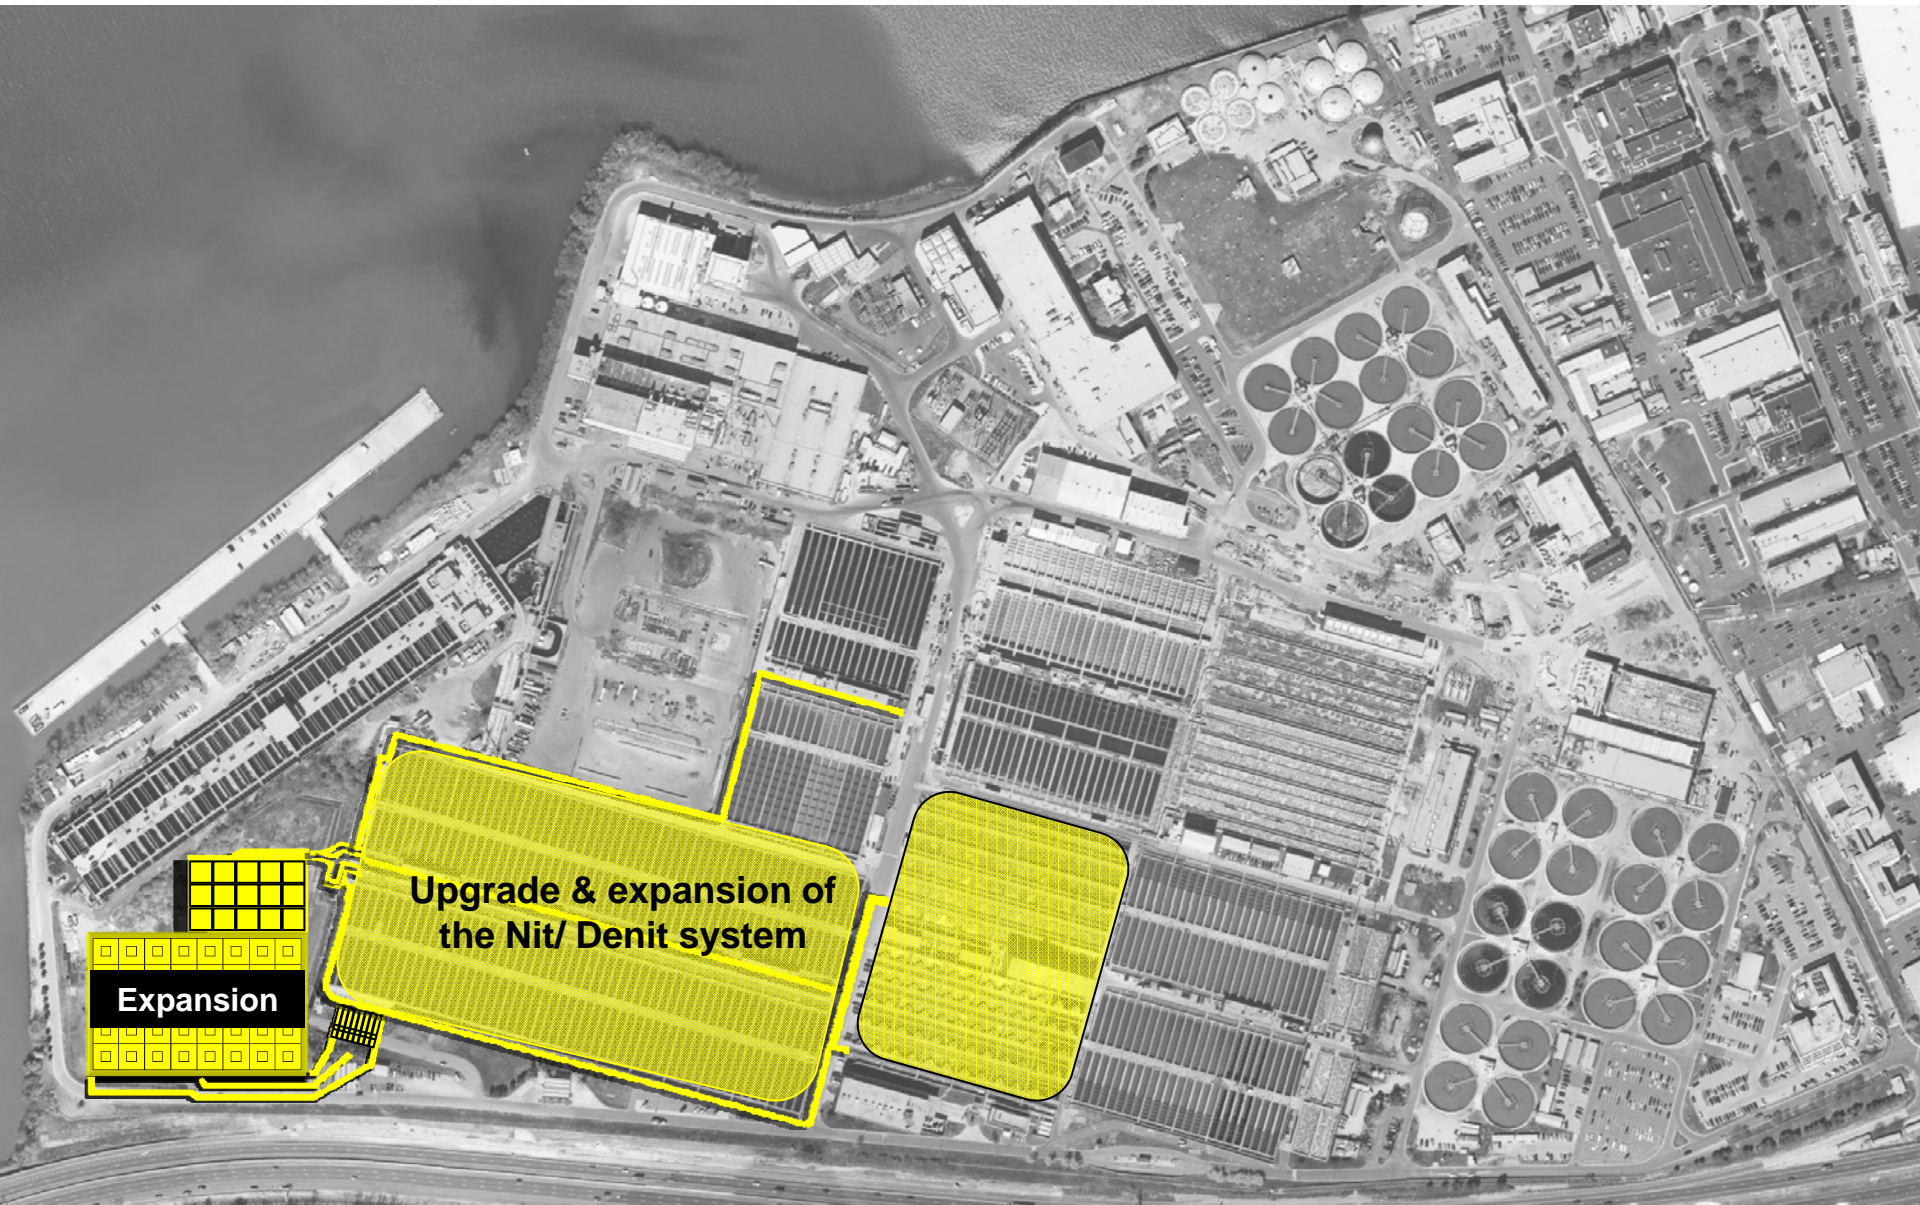 Upgrade & expansion of
the Nit/ Denit system
Expansion